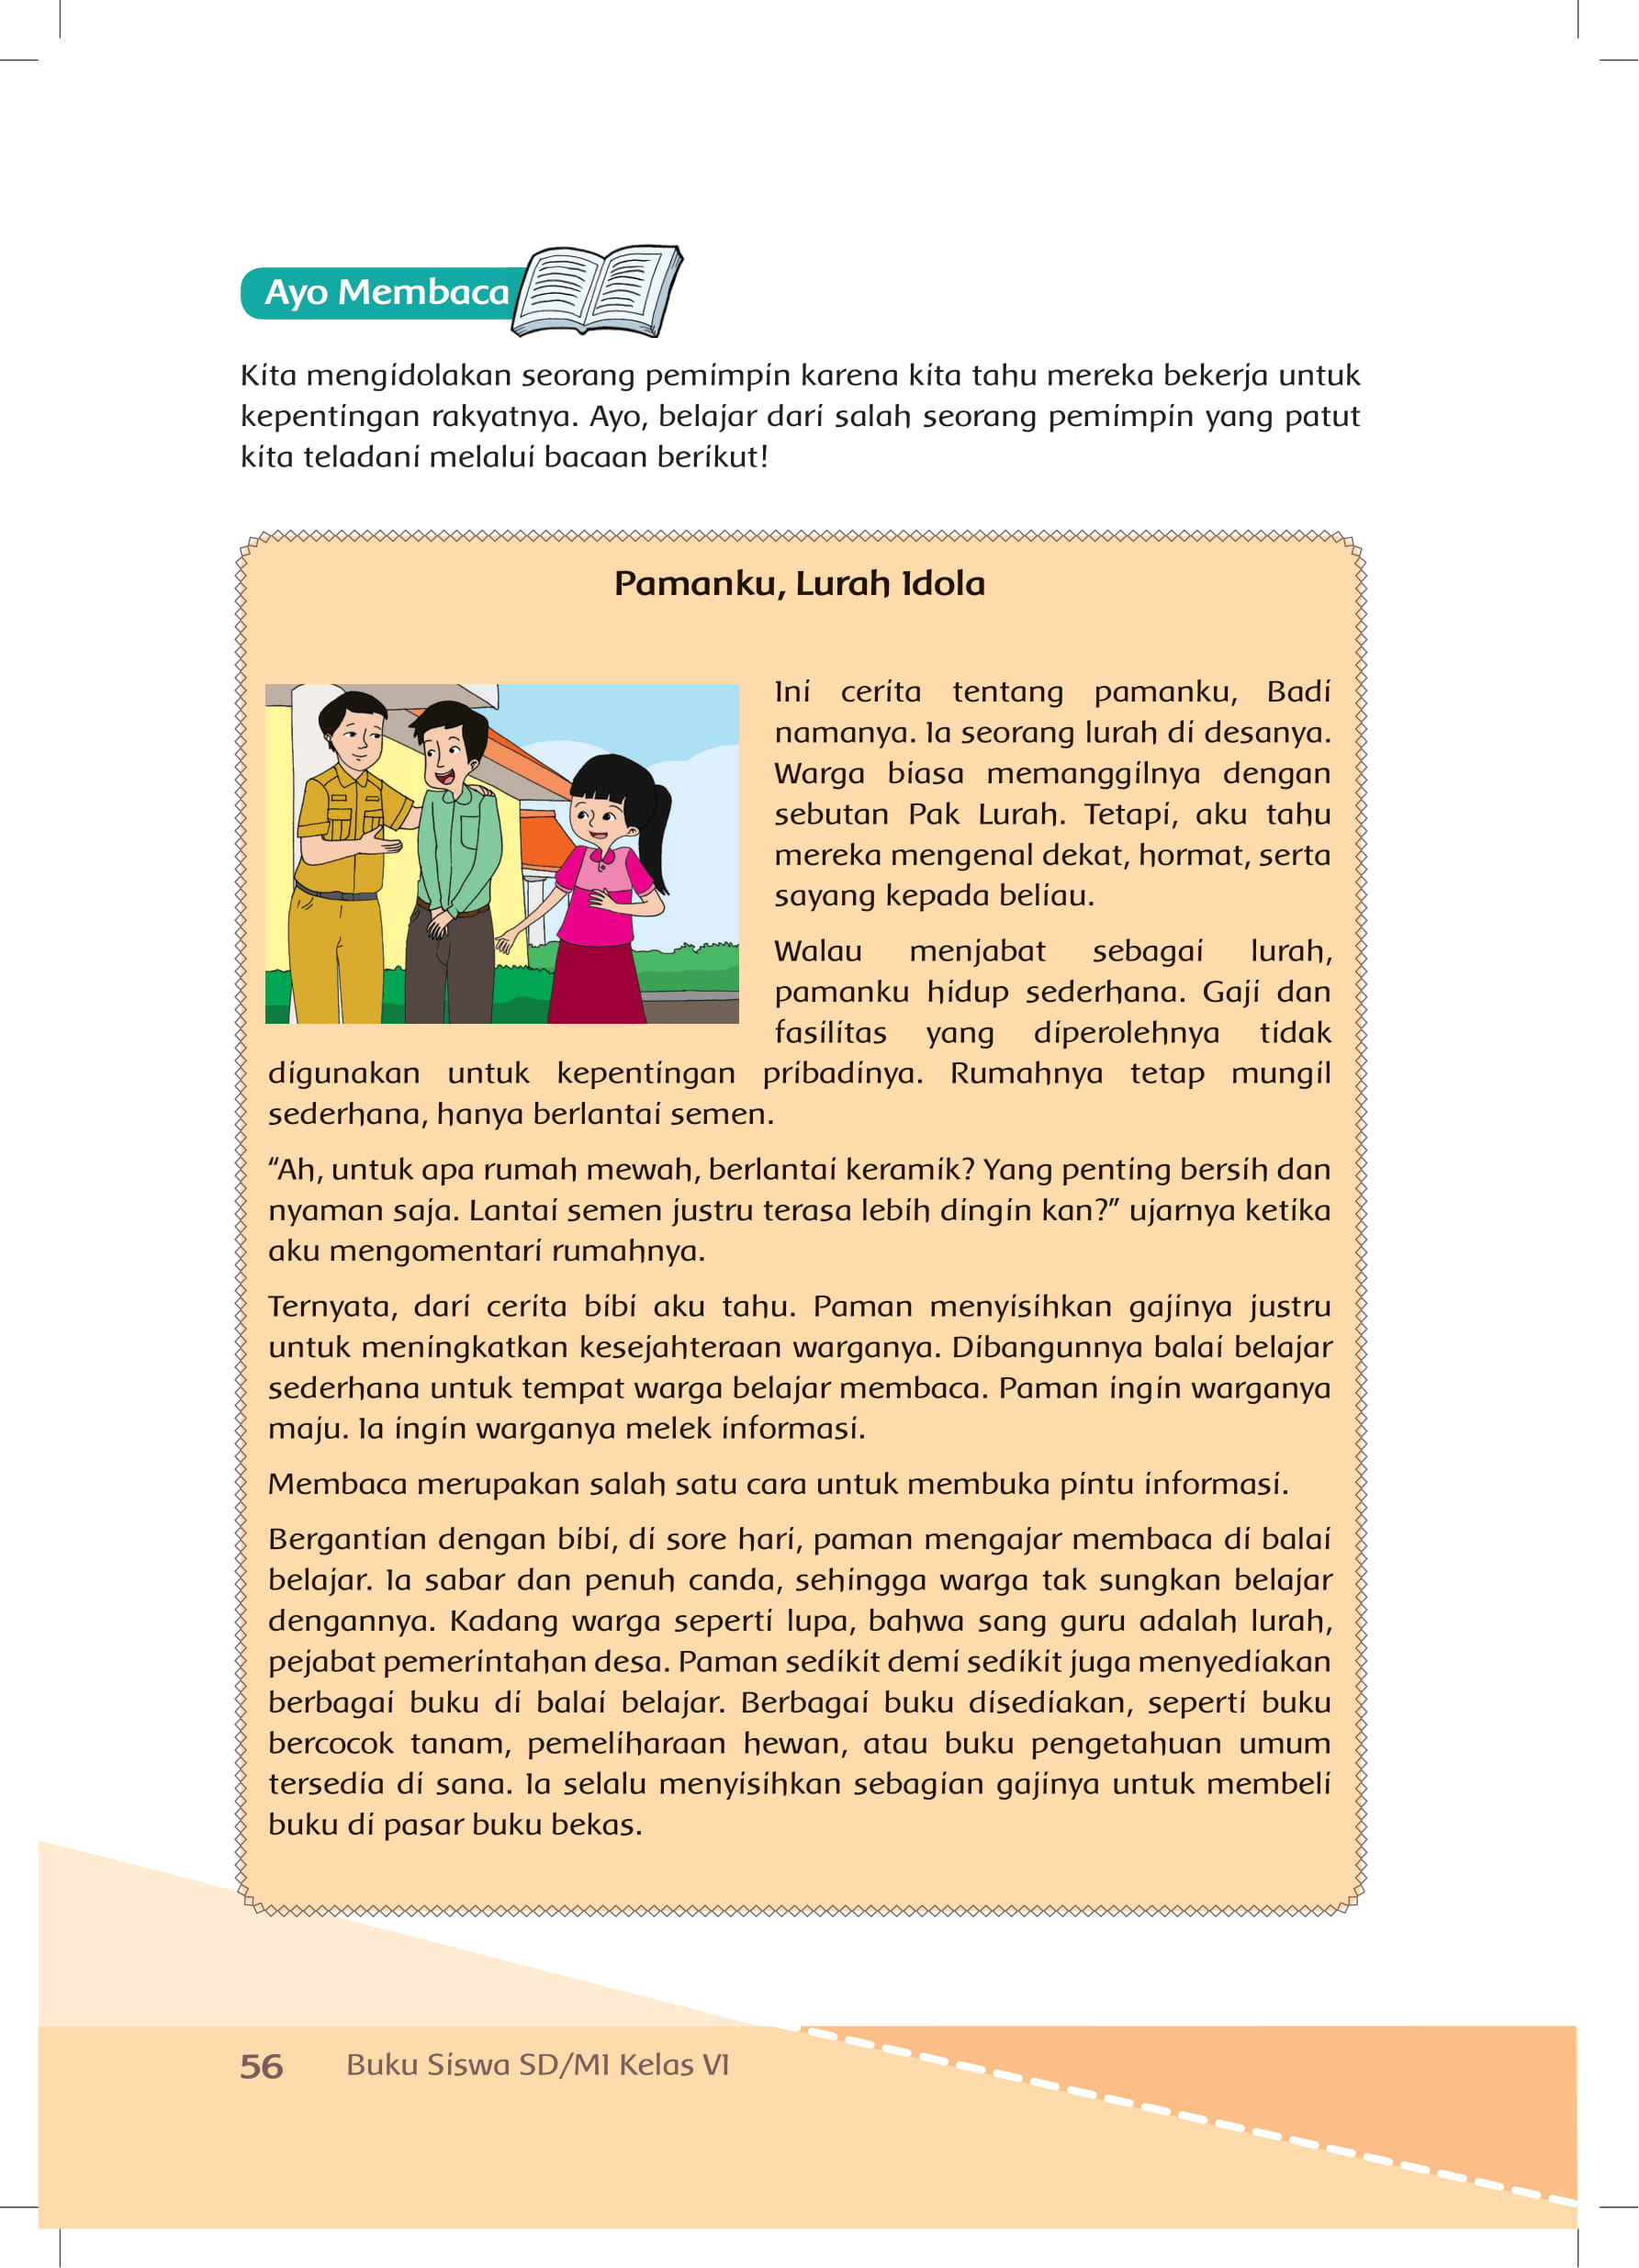 Ayo Membaca
Kita mengidolakan seorang pemimpin karena kita tahu mereka bekerja untuk
kepentingan rakyatnya. Ayo, belajar dari salah seorang pemimpin yang patut
kita teladani melalui bacaan berikut!
Pamanku, Lurah Idola
Ini cerita tentang pamanku, Badi
namanya. Ia seorang lurah di desanya.
Warga biasa memanggilnya dengan
sebutan Pak Lurah. Tetapi, aku tahu
mereka mengenal dekat, hormat, serta
sayang kepada beliau.
Walau menjabat sebagai lurah,
pamanku hidup sederhana. Gaji dan
fasilitas yang diperolehnya tidak
digunakan untuk kepentingan pribadinya. Rumahnya tetap mungil
sederhana, hanya berlantai semen.
“Ah, untuk apa rumah mewah, berlantai keramik? Yang penting bersih dan
nyaman saja. Lantai semen justru terasa lebih dingin kan?” ujarnya ketika
aku mengomentari rumahnya.
Ternyata, dari cerita bibi aku tahu. Paman menyisihkan gajinya justru
untuk meningkatkan kesejahteraan warganya. Dibangunnya balai belajar
sederhana untuk tempat warga belajar membaca. Paman ingin warganya
maju. Ia ingin warganya melek informasi.
Membaca merupakan salah satu cara untuk membuka pintu informasi.
Bergantian dengan bibi, di sore hari, paman mengajar membaca di balai
belajar. Ia sabar dan penuh canda, sehingga warga tak sungkan belajar
dengannya. Kadang warga seperti lupa, bahwa sang guru adalah lurah,
pejabat pemerintahan desa. Paman sedikit demi sedikit juga menyediakan
berbagai buku di balai belajar. Berbagai buku disediakan, seperti buku
bercocok tanam, pemeliharaan hewan, atau buku pengetahuan umum
tersedia di sana. Ia selalu menyisihkan sebagian gajinya untuk membeli
buku di pasar buku bekas.
56 Buku Siswa SD/MI Kelas VI